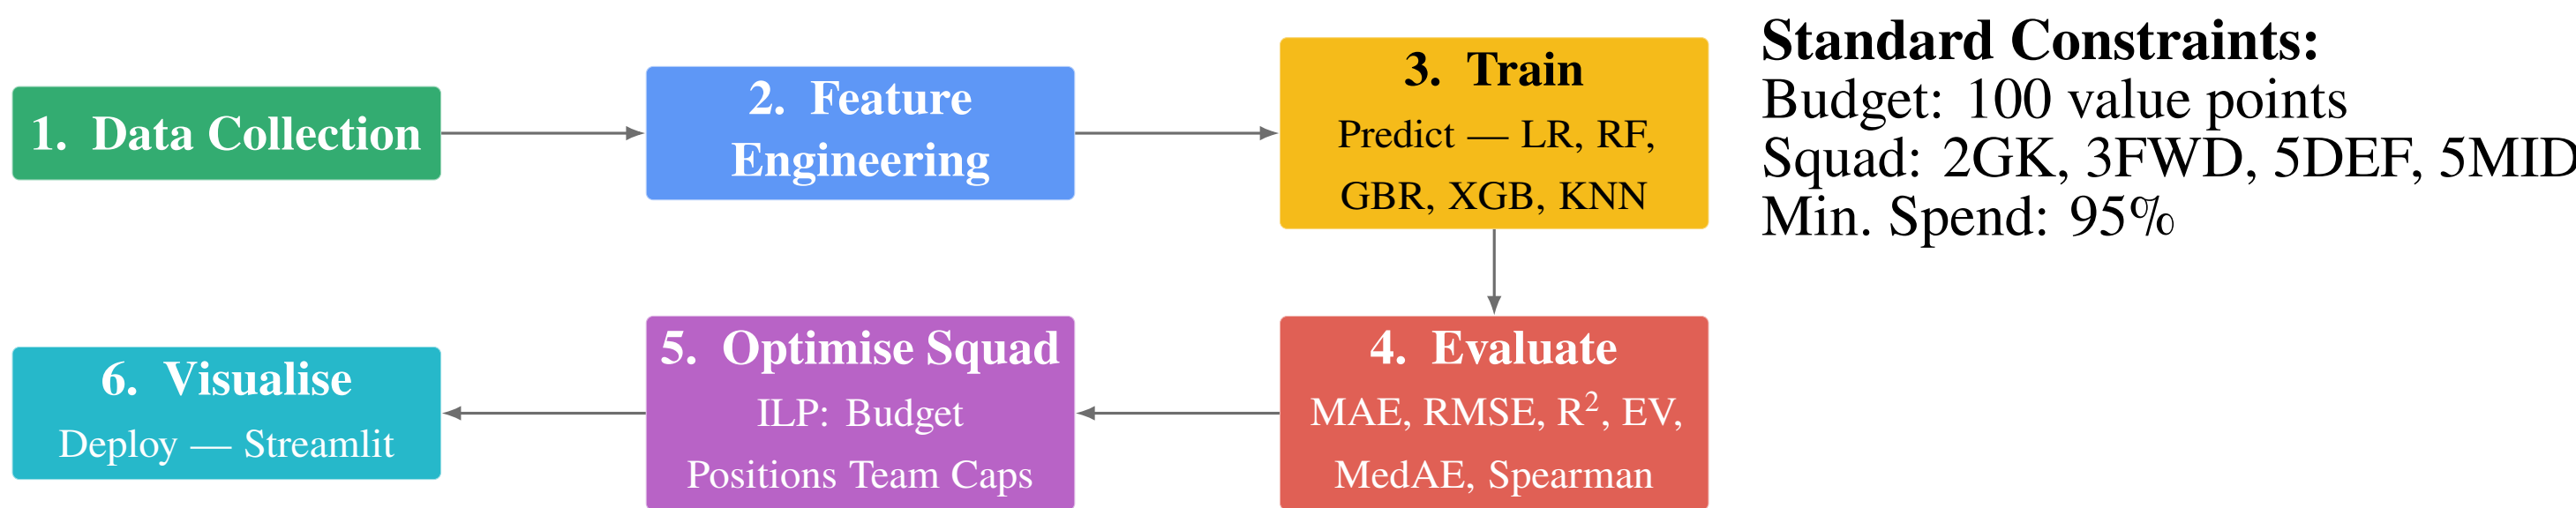 1. Data Collection
2. Feature
Engineering
3. Train
Predict — LR, RF,
GBR, XGB, KNN
Standard Constraints:
Budget: 100 value points
Squad: 2GK, 3FWD, 5DEF, 5MID
Min. Spend: 95%
4. Evaluate
MAE, RMSE, R², EV,
MedAE, Spearman
5. Optimise Squad
ILP: Budget
Positions Team Caps
6. Visualise
Deploy — Streamlit